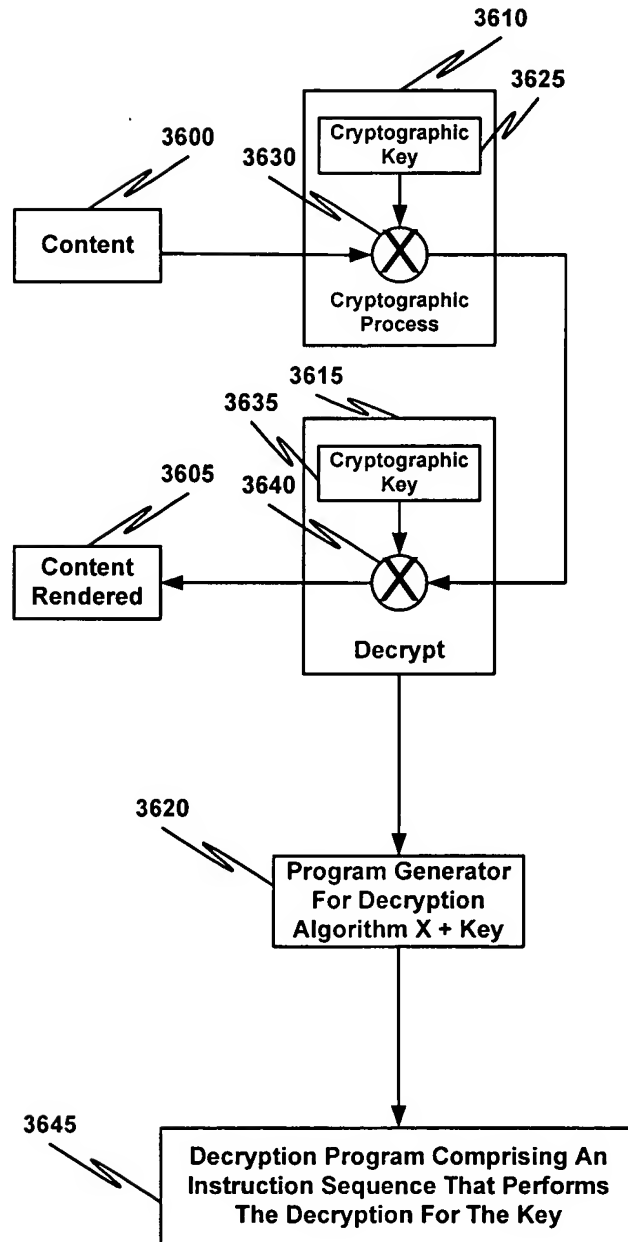 3610
3625
Cryptographic
Key
3600
3630
Content
X
Cryptographic
Process
3615
3635
Cryptographic
Key
3605
3640
Content
Rendered
X
Decrypt
3620
Program Generator
For Decryption
Algorithm X + Key
3645
Decryption Program Comprising An
Instruction Sequence That Performs
The Decryption For The Key